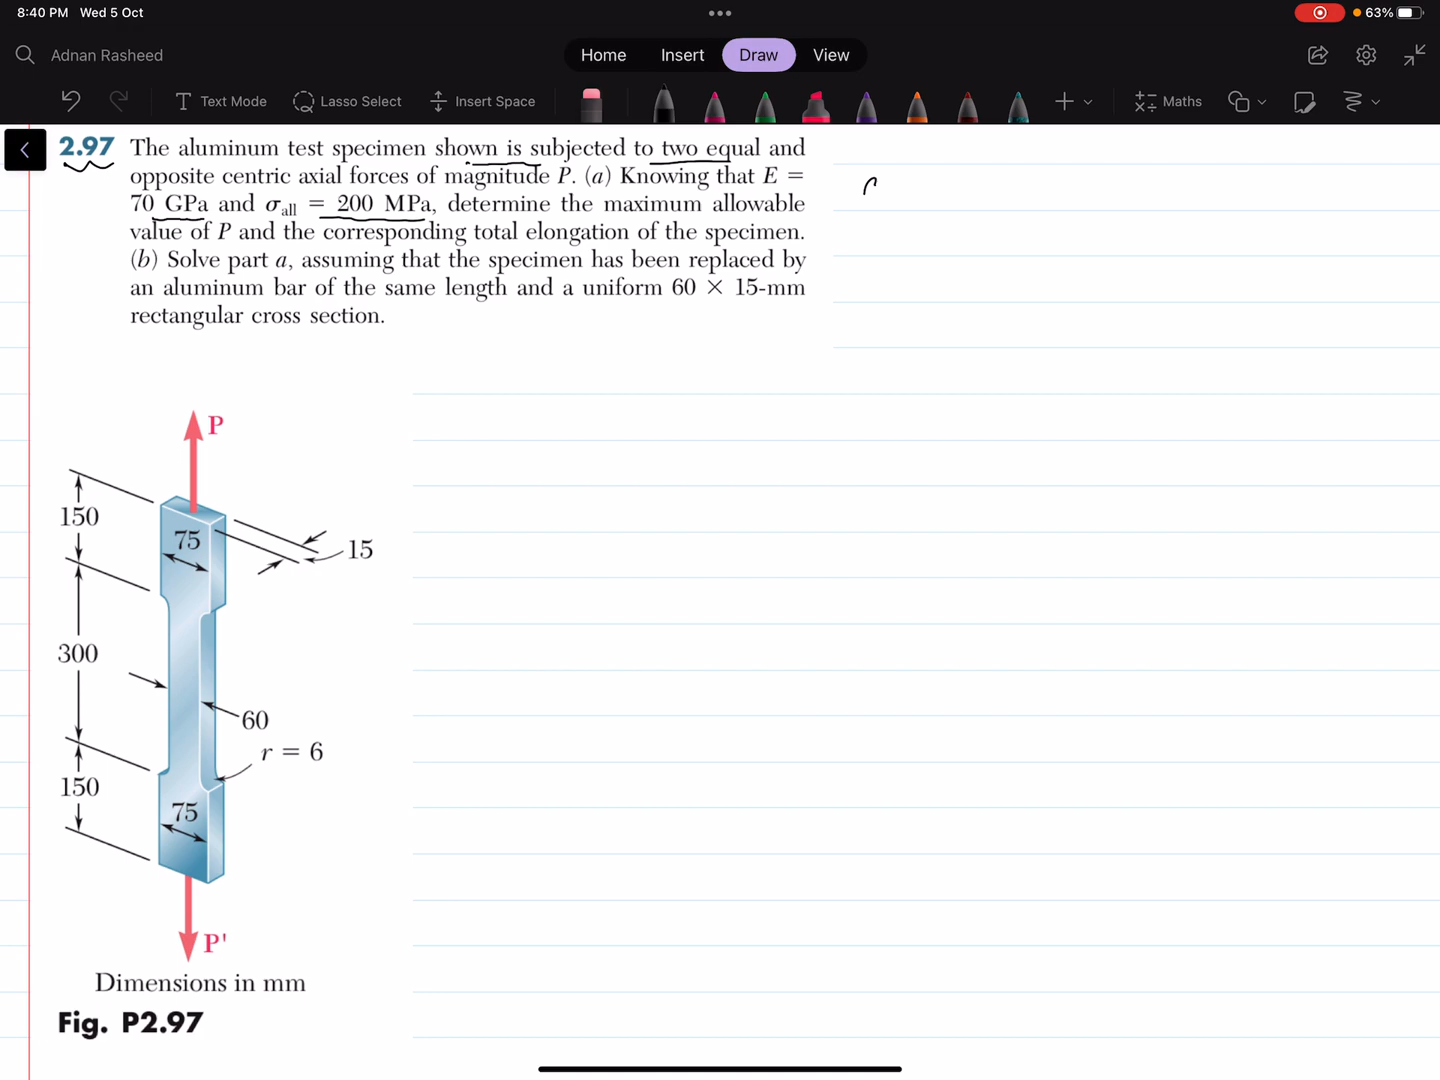 8:40 PM Wed 5 Oct
63%
Adnan Rasheed
Home Insert Draw View
Text Mode Lasso Select Insert Space Maths
2.97 The aluminum test specimen shown is subjected to two equal and
opposite centric axial forces of magnitude P. (a) Knowing that E =
70 GPa and σall = 200 MPa, determine the maximum allowable
value of P and the corresponding total elongation of the specimen.
(b) Solve part a, assuming that the specimen has been replaced by
an aluminum bar of the same length and a uniform 60 × 15-mm
rectangular cross section.
P
150
75
15
300
60
r = 6
150
75
P'
Dimensions in mm
Fig. P2.97